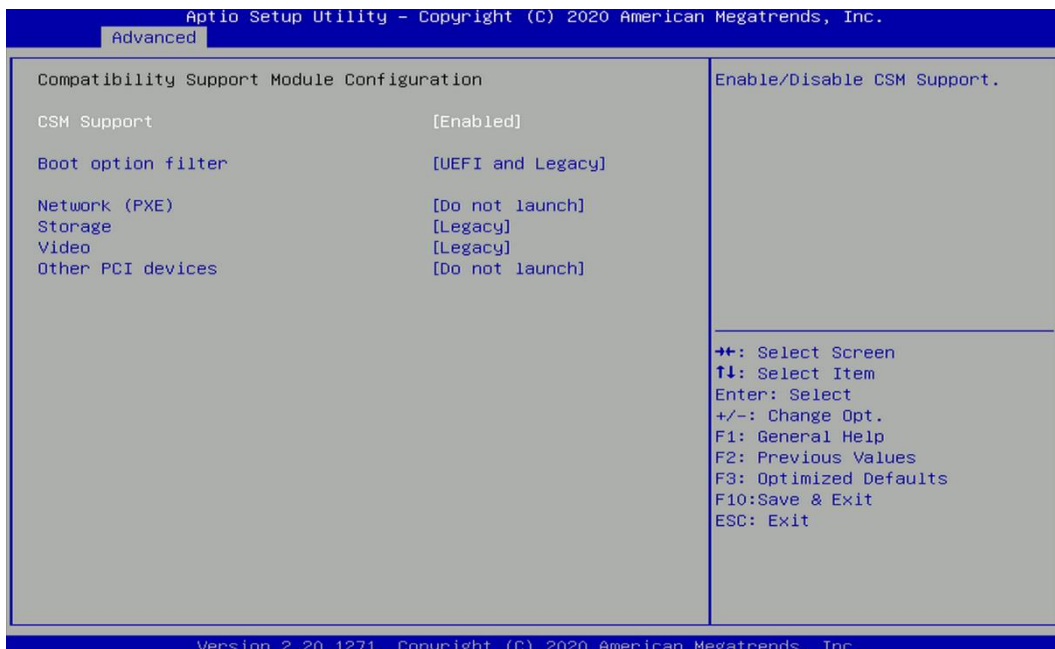 Aptio Setup Utility – Copyright (C) 2020 American Megatrends, Inc.
Advanced
Compatibility Support Module Configuration
CSM Support [Enabled]
Boot option filter [UEFI and Legacy]
Network (PXE) [Do not launch]
Storage [Legacy]
Video [Legacy]
Other PCI devices [Do not launch]
Enable/Disable CSM Support.
→←: Select Screen
↑↓: Select Item
Enter: Select
+/-: Change Opt.
F1: General Help
F2: Previous Values
F3: Optimized Defaults
F10:Save & Exit
ESC: Exit
Version 2.20.1271. Copyright (C) 2020 American Megatrends, Inc.